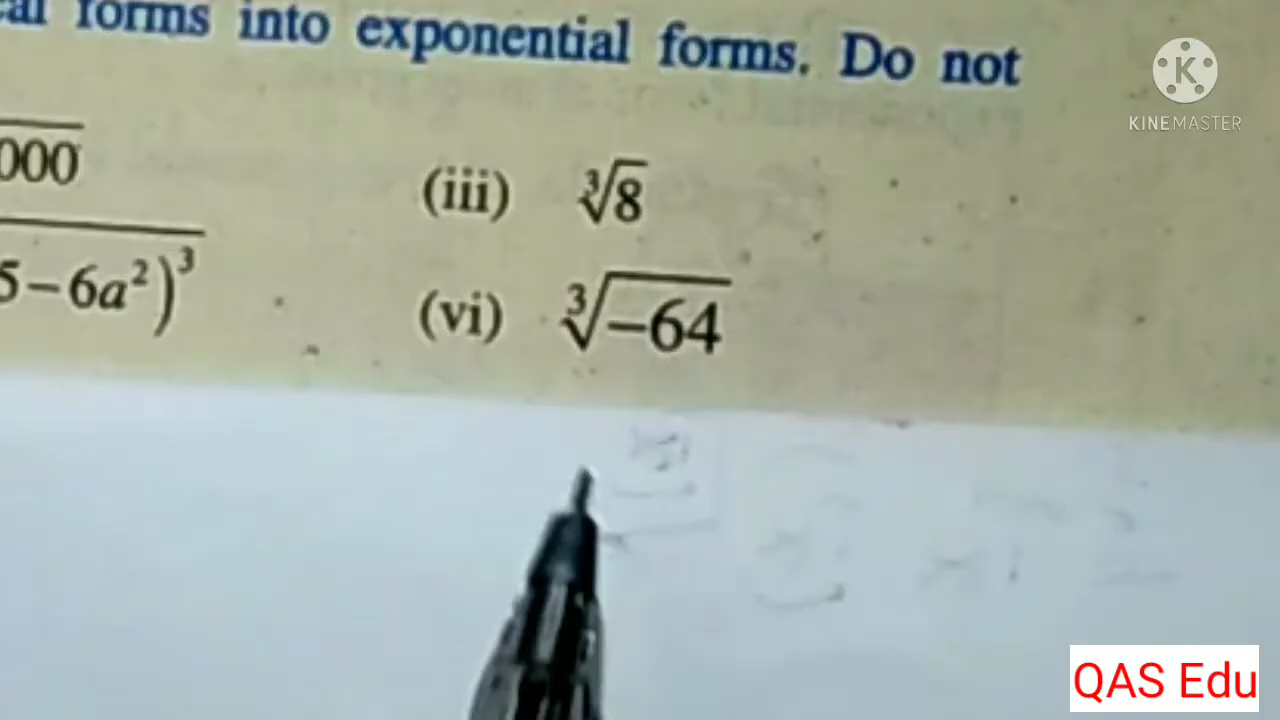 forms into exponential forms. Do not
000
(iii) ∛8
5−6a²)³
(vi) ∛−64
K
KINEMASTER
QAS Edu